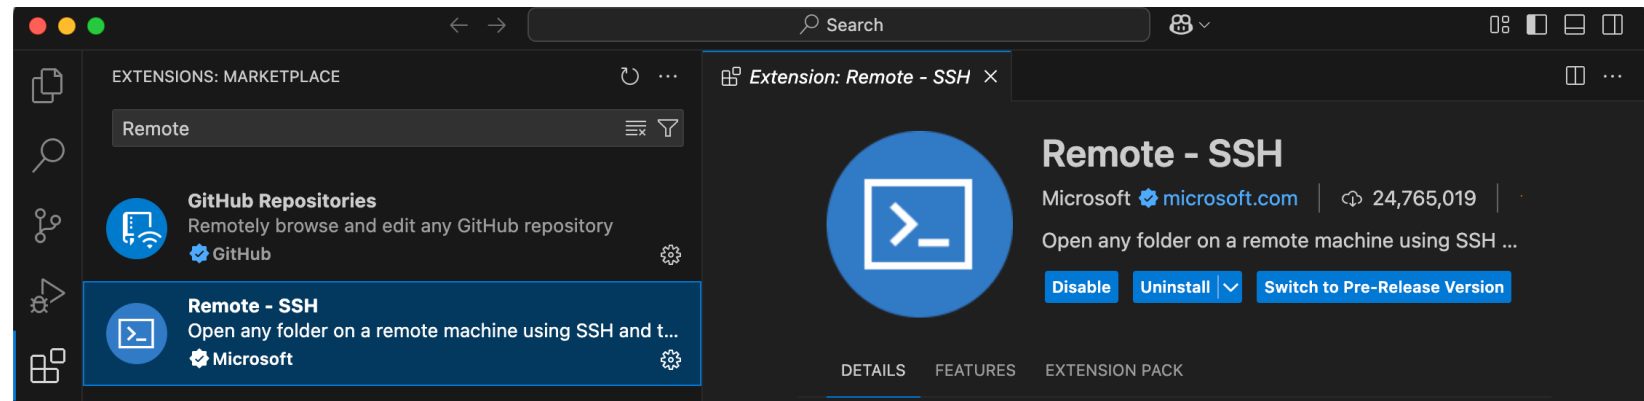 Search
EXTENSIONS: MARKETPLACE
Remote
GitHub Repositories
Remotely browse and edit any GitHub repository
GitHub
Remote - SSH
Open any folder on a remote machine using SSH and t...
Microsoft
Extension: Remote - SSH
Remote - SSH
Microsoft microsoft.com 24,765,019
Open any folder on a remote machine using SSH ...
Disable Uninstall Switch to Pre-Release Version
DETAILS FEATURES EXTENSION PACK